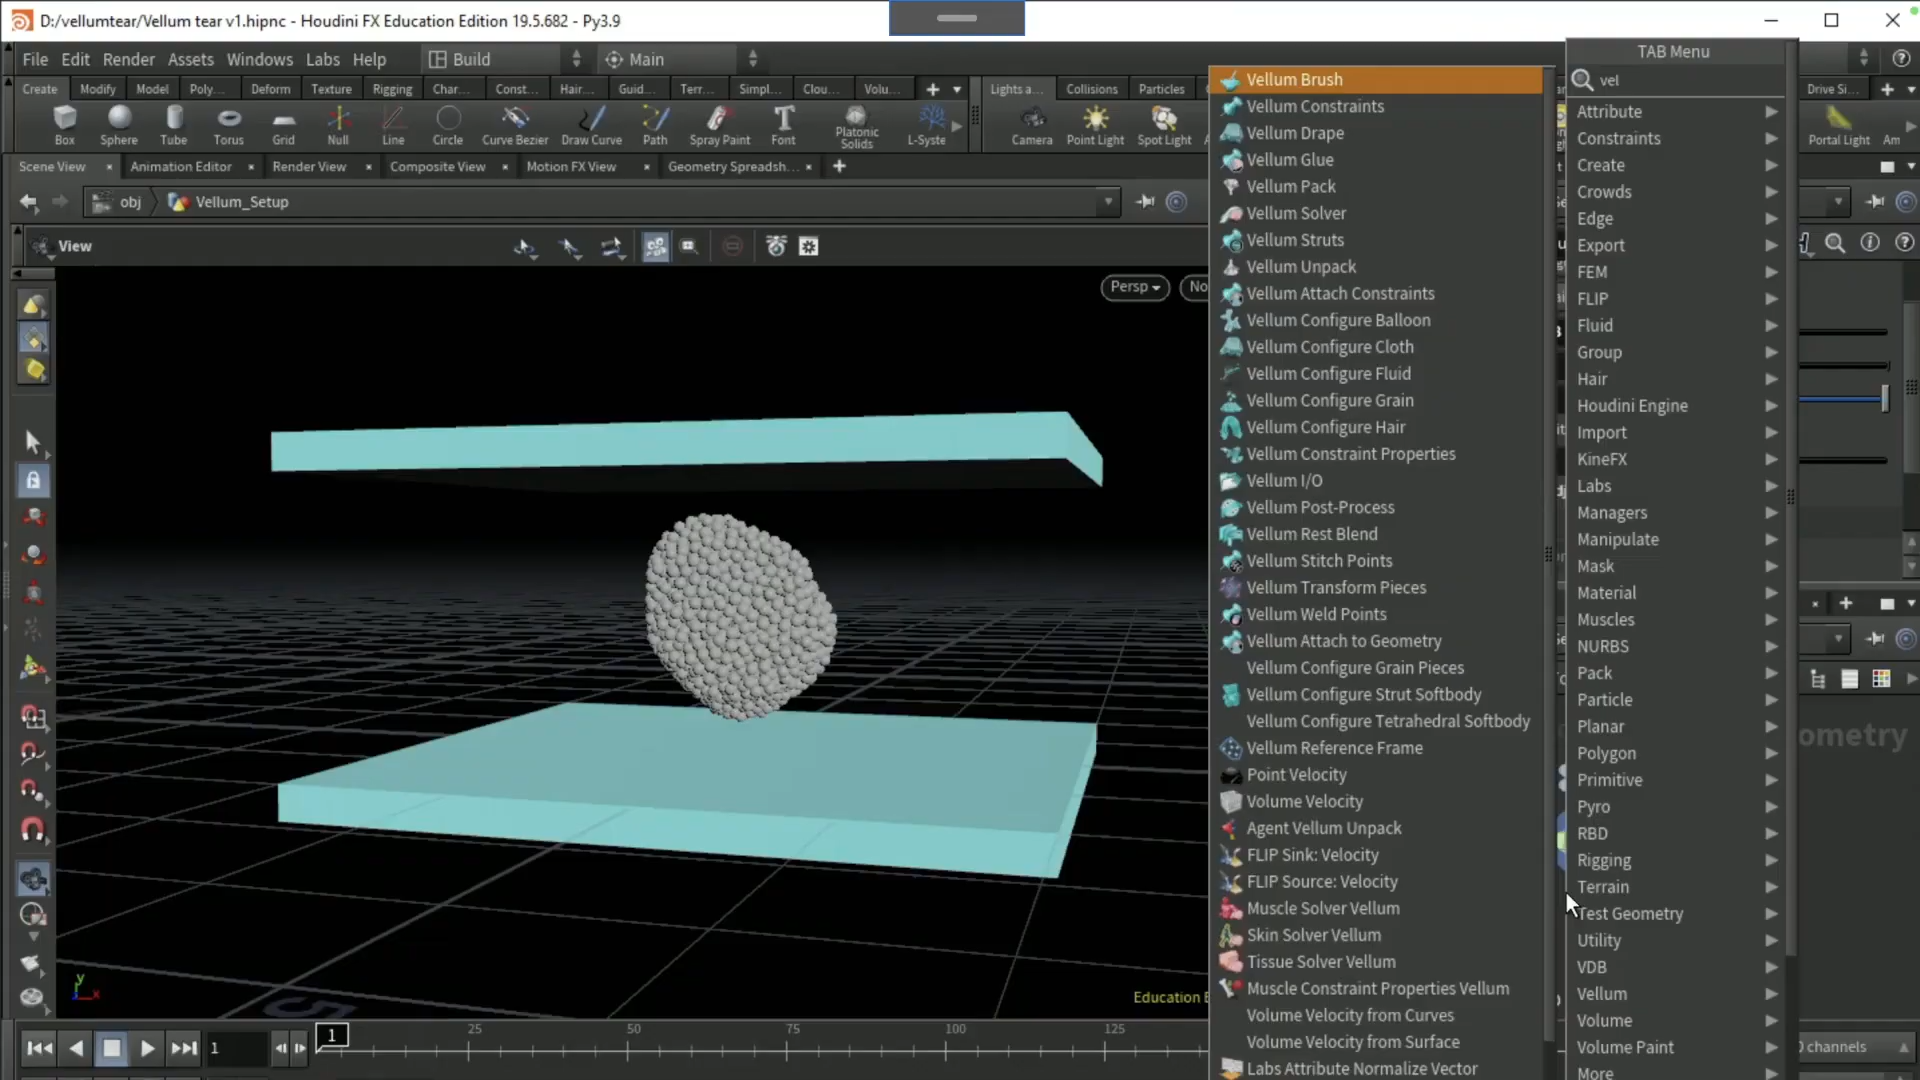 D:/vellumtear/Vellum tear v1.hipnc - Houdini FX Education Edition 19.5.682 - Py3.9
File Edit Render Assets Windows Labs Help Build Main
Create Modify Model Poly... Deform Texture Rigging Char... Const... Hair... Guid... Terr... Simpl... Clou... Volu... Lights a... Collisions Particles Drive Si...
Box Sphere Tube Torus Grid Null Line Circle Curve Bezier Draw Curve Path Spray Paint Font Platonic Solids L-Syste Camera Point Light Spot Light Portal Light Am
Scene View Animation Editor Render View Composite View Motion FX View Geometry Spreadsh...
obj Vellum_Setup
View
Persp
No
Education E
y
x
5
1
1
25
50
75
100
125
Vellum Brush
Vellum Constraints
Vellum Drape
Vellum Glue
Vellum Pack
Vellum Solver
Vellum Struts
Vellum Unpack
Vellum Attach Constraints
Vellum Configure Balloon
Vellum Configure Cloth
Vellum Configure Fluid
Vellum Configure Grain
Vellum Configure Hair
Vellum Constraint Properties
Vellum I/O
Vellum Post-Process
Vellum Rest Blend
Vellum Stitch Points
Vellum Transform Pieces
Vellum Weld Points
Vellum Attach to Geometry
Vellum Configure Grain Pieces
Vellum Configure Strut Softbody
Vellum Configure Tetrahedral Softbody
Vellum Reference Frame
Point Velocity
Volume Velocity
Agent Vellum Unpack
FLIP Sink: Velocity
FLIP Source: Velocity
Muscle Solver Vellum
Skin Solver Vellum
Tissue Solver Vellum
Muscle Constraint Properties Vellum
Volume Velocity from Curves
Volume Velocity from Surface
Labs Attribute Normalize Vector
TAB Menu
vel
Attribute
Constraints
Create
Crowds
Edge
Export
FEM
FLIP
Fluid
Group
Hair
Houdini Engine
Import
KineFX
Labs
Managers
Manipulate
Mask
Material
Muscles
NURBS
Pack
Particle
Planar
Polygon
Primitive
Pyro
RBD
Rigging
Terrain
Test Geometry
Utility
VDB
Vellum
Volume
Volume Paint
More
ometry
0 channels